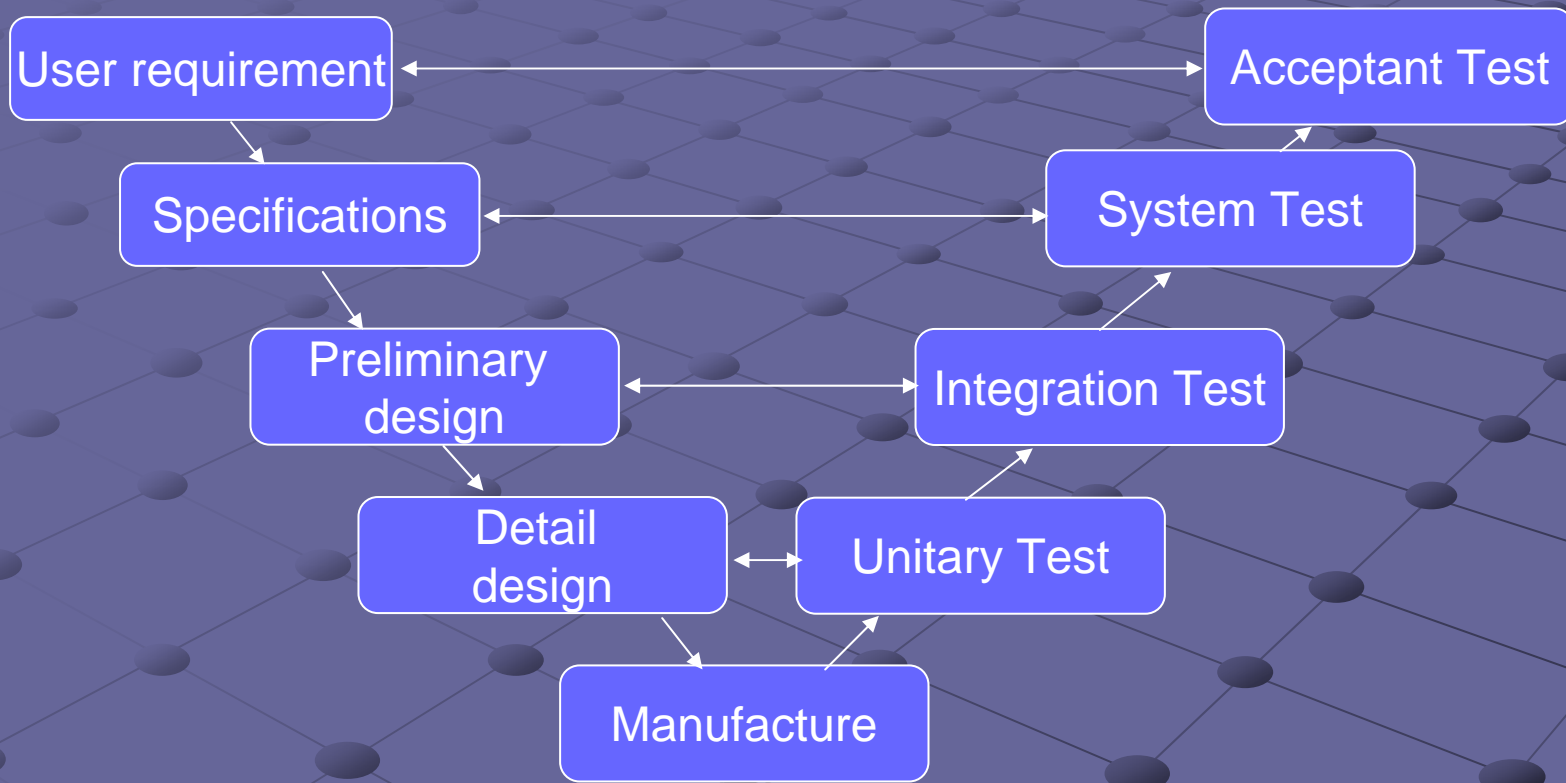 User requirement
Acceptant Test
Specifications
System Test
Preliminary
design
Integration Test
Detail
design
Unitary Test
Manufacture